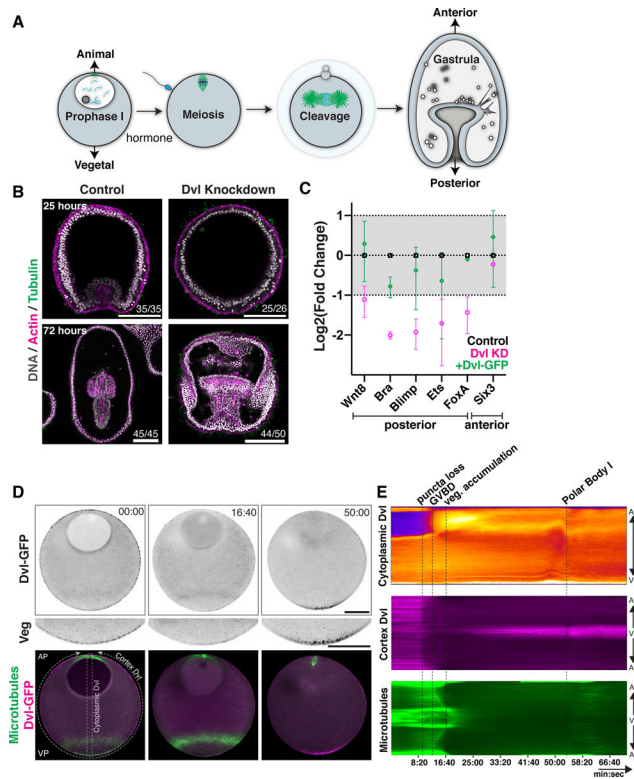 A
Animal
Prophase I
Vegetal
hormone
Meiosis
Cleavage
Anterior
Gastrula
Posterior
B
Control
Dvl Knockdown
DNA / Actin / Tubulin
25 hours
35/35
25/26
72 hours
45/45
44/50
C
Log2(Fold Change)
1
0
-1
-2
Control
Dvl KD
+Dvl-GFP
Wnt8
Bra
Blimp
Ets
FoxA
Six3
posterior
anterior
D
Dvl-GFP
00:00
16:40
50:00
Veg
Microtubules
Dvl-GFP
AP
Cortex Dvl
Cytoplasmic Dvl
VP
E
puncta loss
GVBD
veg. accumulation
Polar Body I
Cytoplasmic Dvl
A
V
Cortex Dvl
A
V
A
Microtubules
A
V
A
8:20
16:40
25:00
33:20
41:40
50:00
58:20
66:40
min:sec